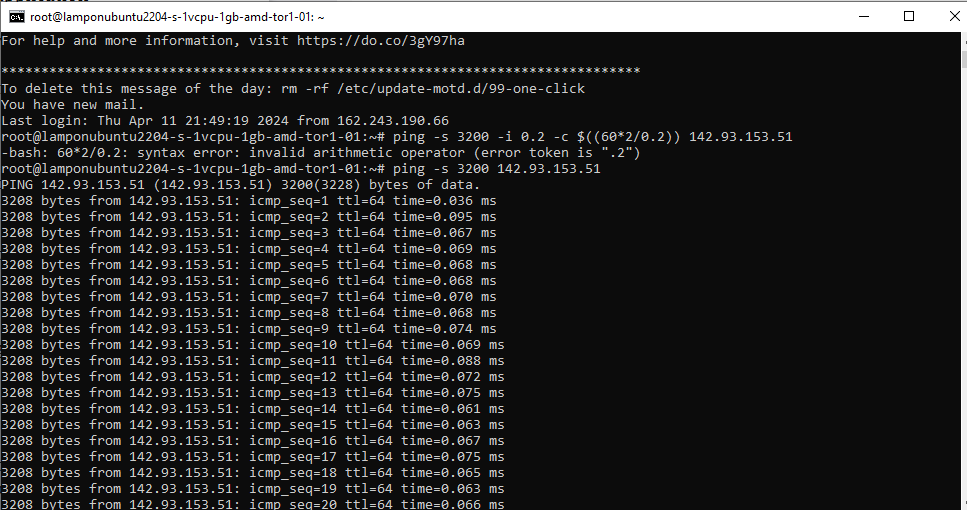 root@lamponubuntu2204-s-1vcpu-1gb-amd-tor1-01: ~
For help and more information, visit https://do.co/3gY97ha
********************************************************************************
To delete this message of the day: rm -rf /etc/update-motd.d/99-one-click
You have new mail.
Last login: Thu Apr 11 21:49:19 2024 from 162.243.190.66
root@lamponubuntu2204-s-1vcpu-1gb-amd-tor1-01:~# ping -s 3200 -i 0.2 -c $((60*2/0.2)) 142.93.153.51
-bash: 60*2/0.2: syntax error: invalid arithmetic operator (error token is ".2")
root@lamponubuntu2204-s-1vcpu-1gb-amd-tor1-01:~# ping -s 3200 142.93.153.51
PING 142.93.153.51 (142.93.153.51) 3200(3228) bytes of data.
3208 bytes from 142.93.153.51: icmp_seq=1 ttl=64 time=0.036 ms
3208 bytes from 142.93.153.51: icmp_seq=2 ttl=64 time=0.095 ms
3208 bytes from 142.93.153.51: icmp_seq=3 ttl=64 time=0.067 ms
3208 bytes from 142.93.153.51: icmp_seq=4 ttl=64 time=0.069 ms
3208 bytes from 142.93.153.51: icmp_seq=5 ttl=64 time=0.068 ms
3208 bytes from 142.93.153.51: icmp_seq=6 ttl=64 time=0.068 ms
3208 bytes from 142.93.153.51: icmp_seq=7 ttl=64 time=0.070 ms
3208 bytes from 142.93.153.51: icmp_seq=8 ttl=64 time=0.068 ms
3208 bytes from 142.93.153.51: icmp_seq=9 ttl=64 time=0.074 ms
3208 bytes from 142.93.153.51: icmp_seq=10 ttl=64 time=0.069 ms
3208 bytes from 142.93.153.51: icmp_seq=11 ttl=64 time=0.088 ms
3208 bytes from 142.93.153.51: icmp_seq=12 ttl=64 time=0.072 ms
3208 bytes from 142.93.153.51: icmp_seq=13 ttl=64 time=0.075 ms
3208 bytes from 142.93.153.51: icmp_seq=14 ttl=64 time=0.061 ms
3208 bytes from 142.93.153.51: icmp_seq=15 ttl=64 time=0.063 ms
3208 bytes from 142.93.153.51: icmp_seq=16 ttl=64 time=0.067 ms
3208 bytes from 142.93.153.51: icmp_seq=17 ttl=64 time=0.075 ms
3208 bytes from 142.93.153.51: icmp_seq=18 ttl=64 time=0.065 ms
3208 bytes from 142.93.153.51: icmp_seq=19 ttl=64 time=0.063 ms
3208 bytes from 142.93.153.51: icmp_seq=20 ttl=64 time=0.066 ms